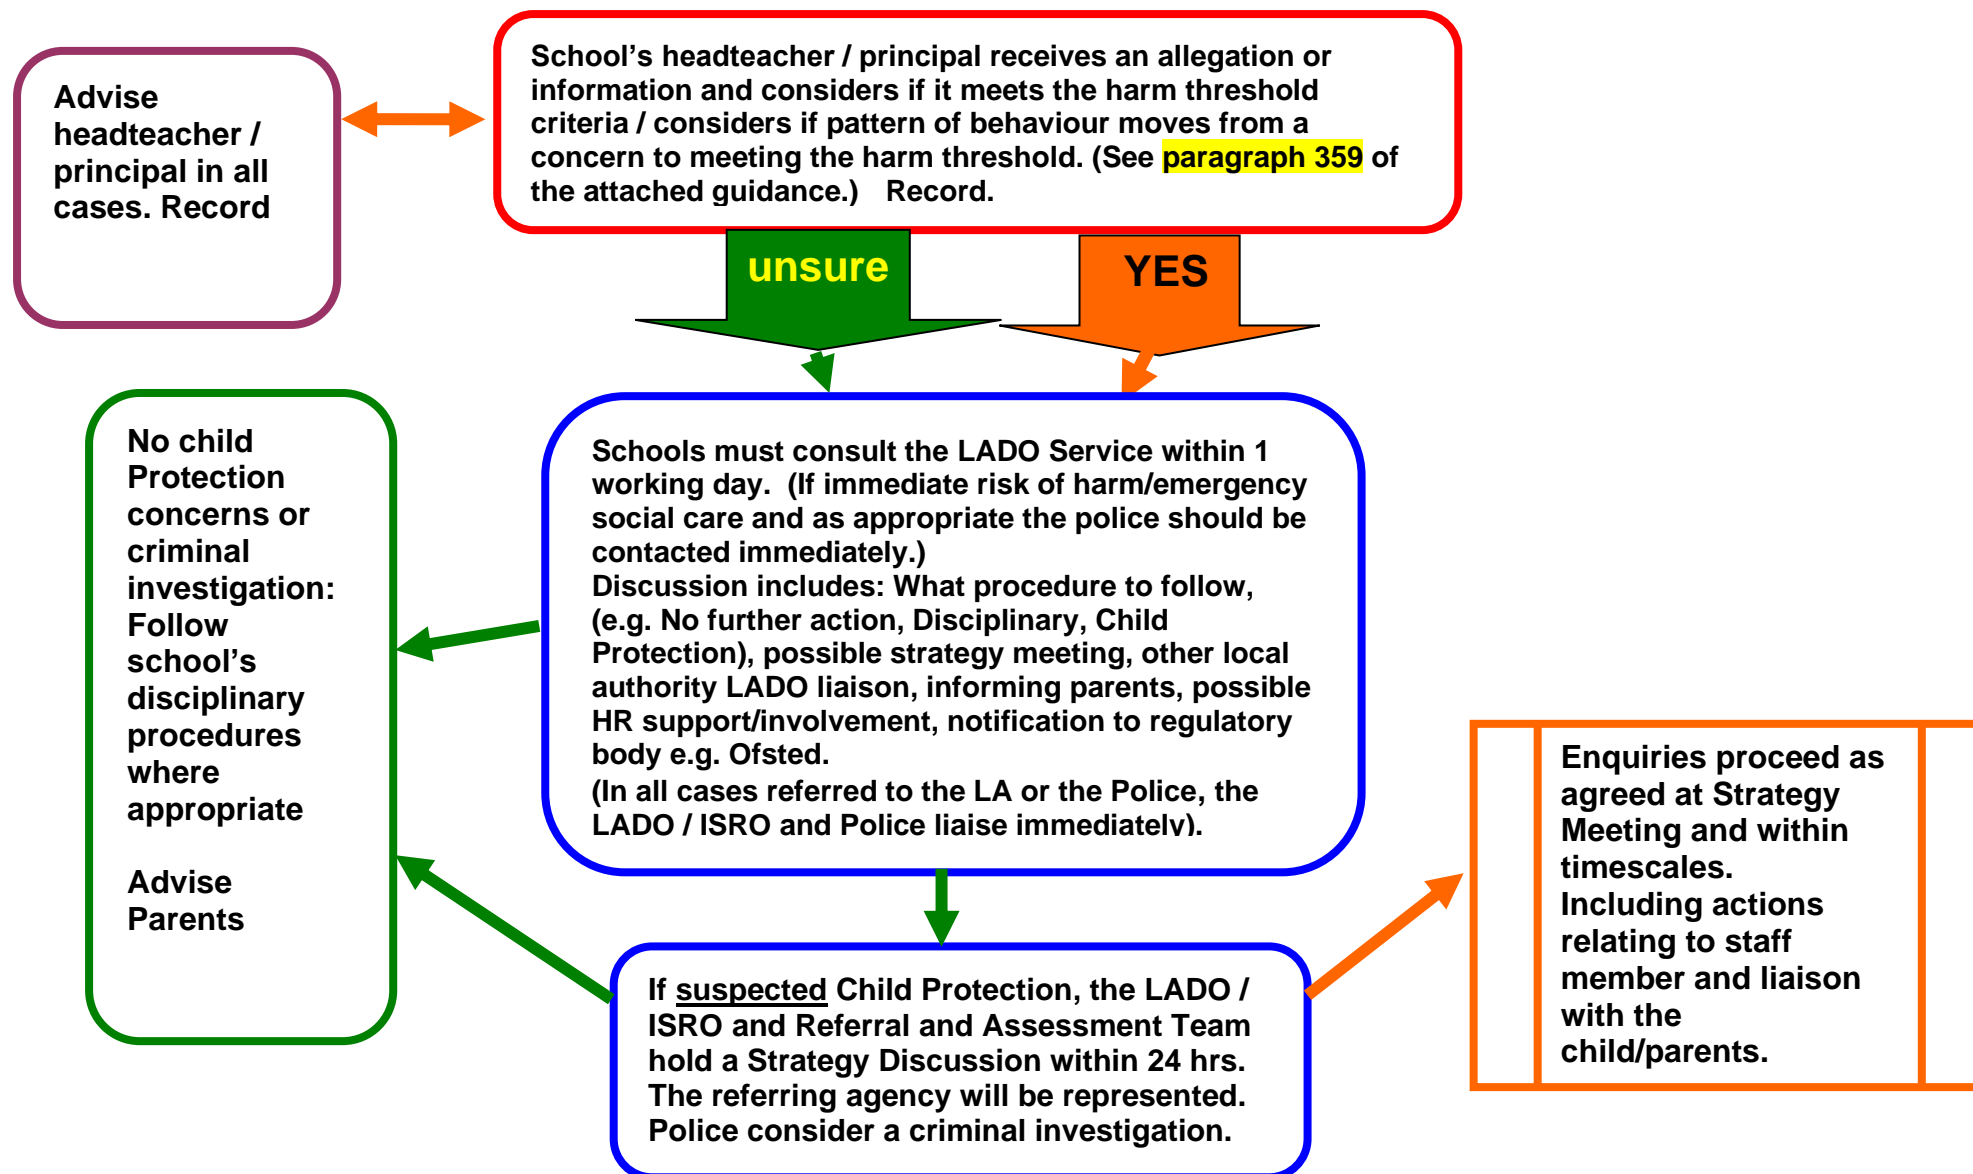 Advise
headteacher /
principal in all
cases. Record
School’s headteacher / principal receives an allegation or
information and considers if it meets the harm threshold
criteria / considers if pattern of behaviour moves from a
concern to meeting the harm threshold. (See paragraph 359 of
the attached guidance.) Record.
unsure
YES
No child
Protection
concerns or
criminal
investigation:
Follow
school’s
disciplinary
procedures
where
appropriate
Advise
Parents
Schools must consult the LADO Service within 1
working day. (If immediate risk of harm/emergency
social care and as appropriate the police should be
contacted immediately.)
Discussion includes: What procedure to follow,
(e.g. No further action, Disciplinary, Child
Protection), possible strategy meeting, other local
authority LADO liaison, informing parents, possible
HR support/involvement, notification to regulatory
body e.g. Ofsted.
(In all cases referred to the LA or the Police, the
LADO / ISRO and Police liaise immediately).
Enquiries proceed as
agreed at Strategy
Meeting and within
timescales.
Including actions
relating to staff
member and liaison
with the
child/parents.
If suspected Child Protection, the LADO /
ISRO and Referral and Assessment Team
hold a Strategy Discussion within 24 hrs.
The referring agency will be represented.
Police consider a criminal investigation.